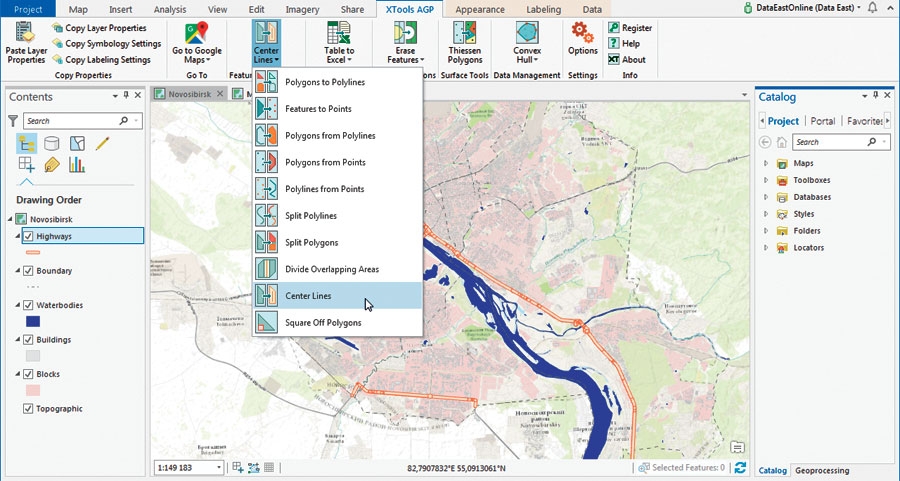 Project Map Insert Analysis View Edit Imagery Share XTools AGP Appearance Labeling Data DataEastOnline (Data East)
Paste Layer Properties
Copy Layer Properties
Copy Symbology Settings
Copy Labeling Settings
Copy Properties
Go to Google Maps
Go To
Center Lines
Table to Excel
Erase Features
Thiessen Polygons
Surface Tools
Convex Hull
Data Management
Options
Settings
Register
Help
About
Info
Contents
Search
Drawing Order
Novosibirsk
Highways
Boundary
Waterbodies
Buildings
Blocks
Topographic
Novosibirsk
Polygons to Polylines
Features to Points
Polygons from Polylines
Polygons from Points
Polylines from Points
Split Polylines
Split Polygons
Divide Overlapping Areas
Center Lines
Square Off Polygons
1:149 183
82,7907832°E 55,0913061°N
Selected Features: 0
Catalog
Project Portal Favorites
Search
Maps
Toolboxes
Databases
Styles
Folders
Locators
Catalog Geoprocessing